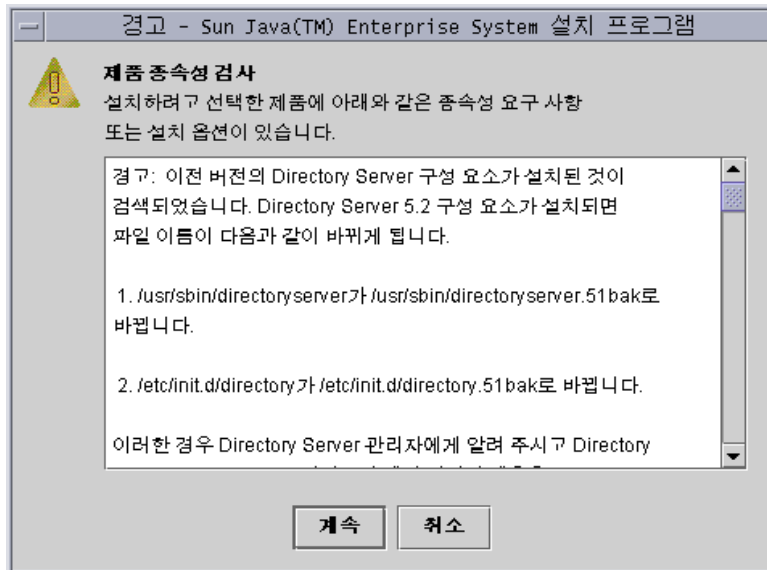 경고 - Sun Java(TM) Enterprise System 설치 프로그램
제품 종속성 검사
설치하려고 선택한 제품에 아래와 같은 종속성 요구 사항
또는 설치 옵션이 있습니다.
경고: 이전 버전의 Directory Server 구성 요소가 설치된 것이
검색되었습니다. Directory Server 5.2 구성 요소가 설치되면
파일 이름이 다음과 같이 바뀌게 됩니다.
1. /usr/sbin/directoryserver가 /usr/sbin/directoryserver.51bak로
바뀝니다.
2. /etc/init.d/directory가 /etc/init.d/directory.51bak로 바뀝니다.
이러한 경우 Directory Server 관리자에게 알려 주시고 Directory
계속
취소